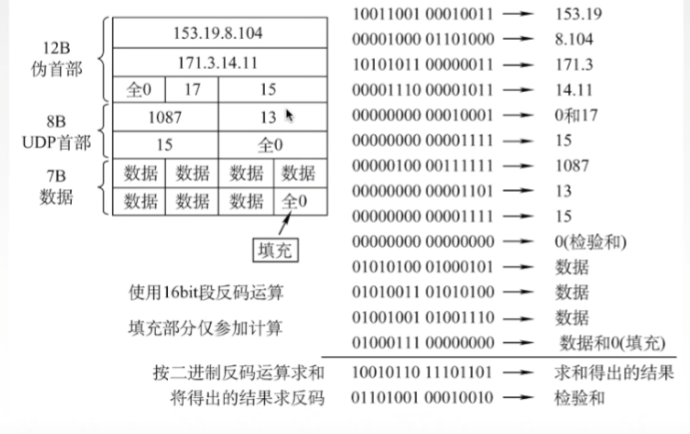 12B
伪首部
153.19.8.104
171.3.14.11
全0 17 15
8B
UDP首部
1087 13
15 全0
7B
数据
数据 数据 数据 数据
数据 数据 数据 全0
填充
使用16bit段反码运算
填充部分仅参加计算
10011001 00010011 → 153.19
00001000 01101000 → 8.104
10101011 00000011 → 171.3
00001110 00001011 → 14.11
00000000 00010001 → 0和17
00000000 00001111 → 15
00000100 00111111 → 1087
00000000 00001101 → 13
00000000 00001111 → 15
00000000 00000000 → 0(检验和)
01010100 01000101 → 数据
01010011 01010100 → 数据
01001001 01001110 → 数据
01000111 00000000 → 数据和0(填充)
按二进制反码运算求和 10010110 11101101 → 求和得出的结果
将得出的结果求反码 01101001 00010010 → 检验和